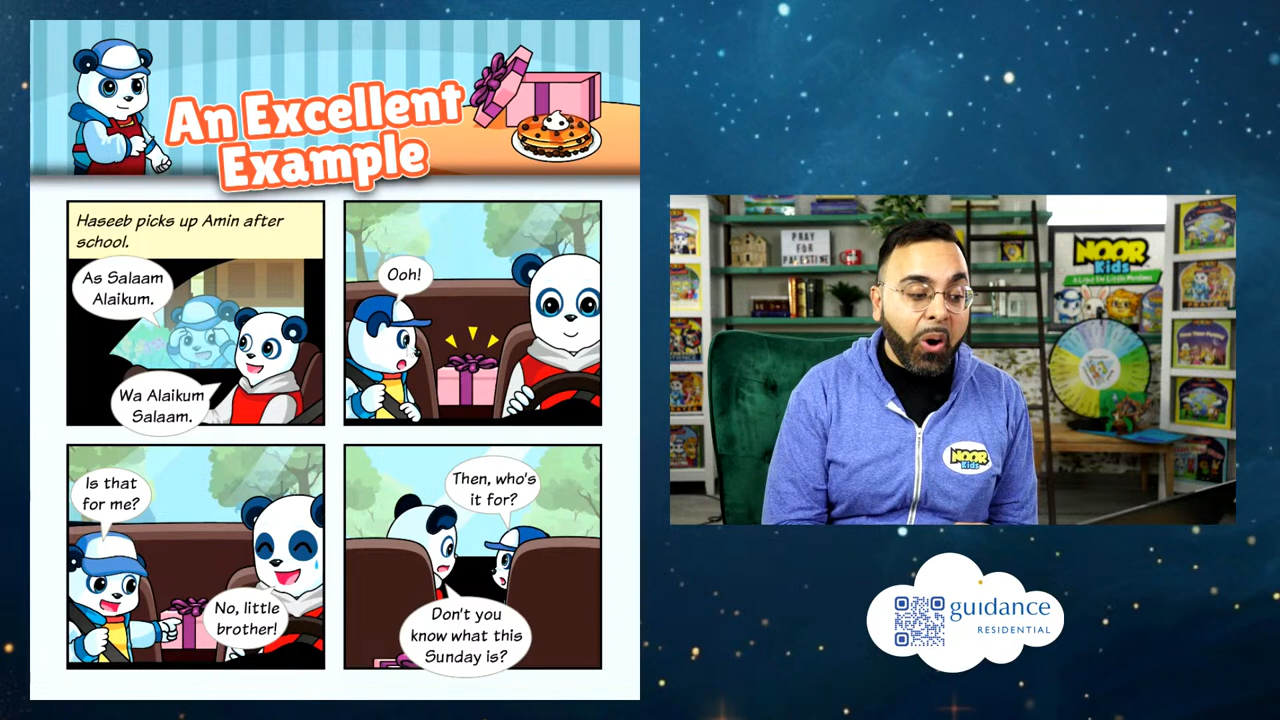 An Excellent
Example
Haseeb picks up Amin after
school.
As Salaam
Alaikum.
Wa Alaikum
Salaam.
Ooh!
Is that
for me?
No, little
brother!
Then, who's
it for?
Don't you
know what this
Sunday is?
PRAY
FOR
PALESTINE
NOOR
Kids
NOOR
Kids
guidance
RESIDENTIAL